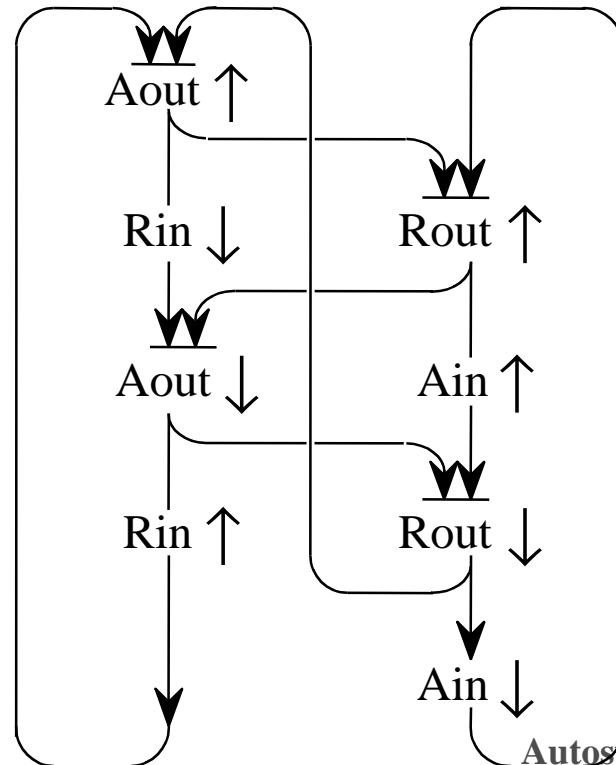 Aout ↑
Rin ↓
Rout ↑
Aout ↓
Ain ↑
Rin ↑
Rout ↓
Ain ↓
Autos